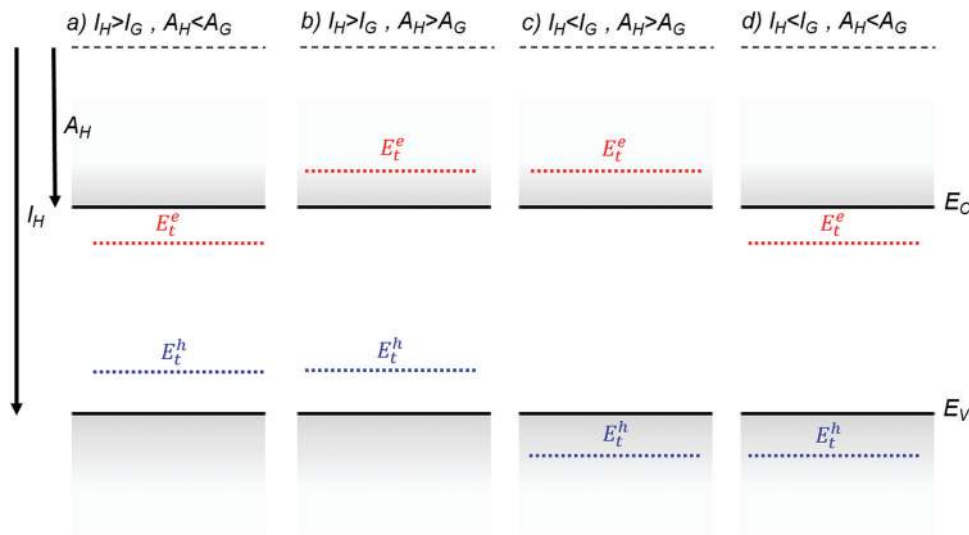 a) I_H>I_G , A_H<A_G
b) I_H>I_G , A_H>A_G
c) I_H<I_G , A_H>A_G
d) I_H<I_G , A_H<A_G
A_H
I_H
E_t^e
E_t^h
E_t^e
E_t^h
E_t^e
E_t^h
E_t^e
E_t^h
E_C
E_V